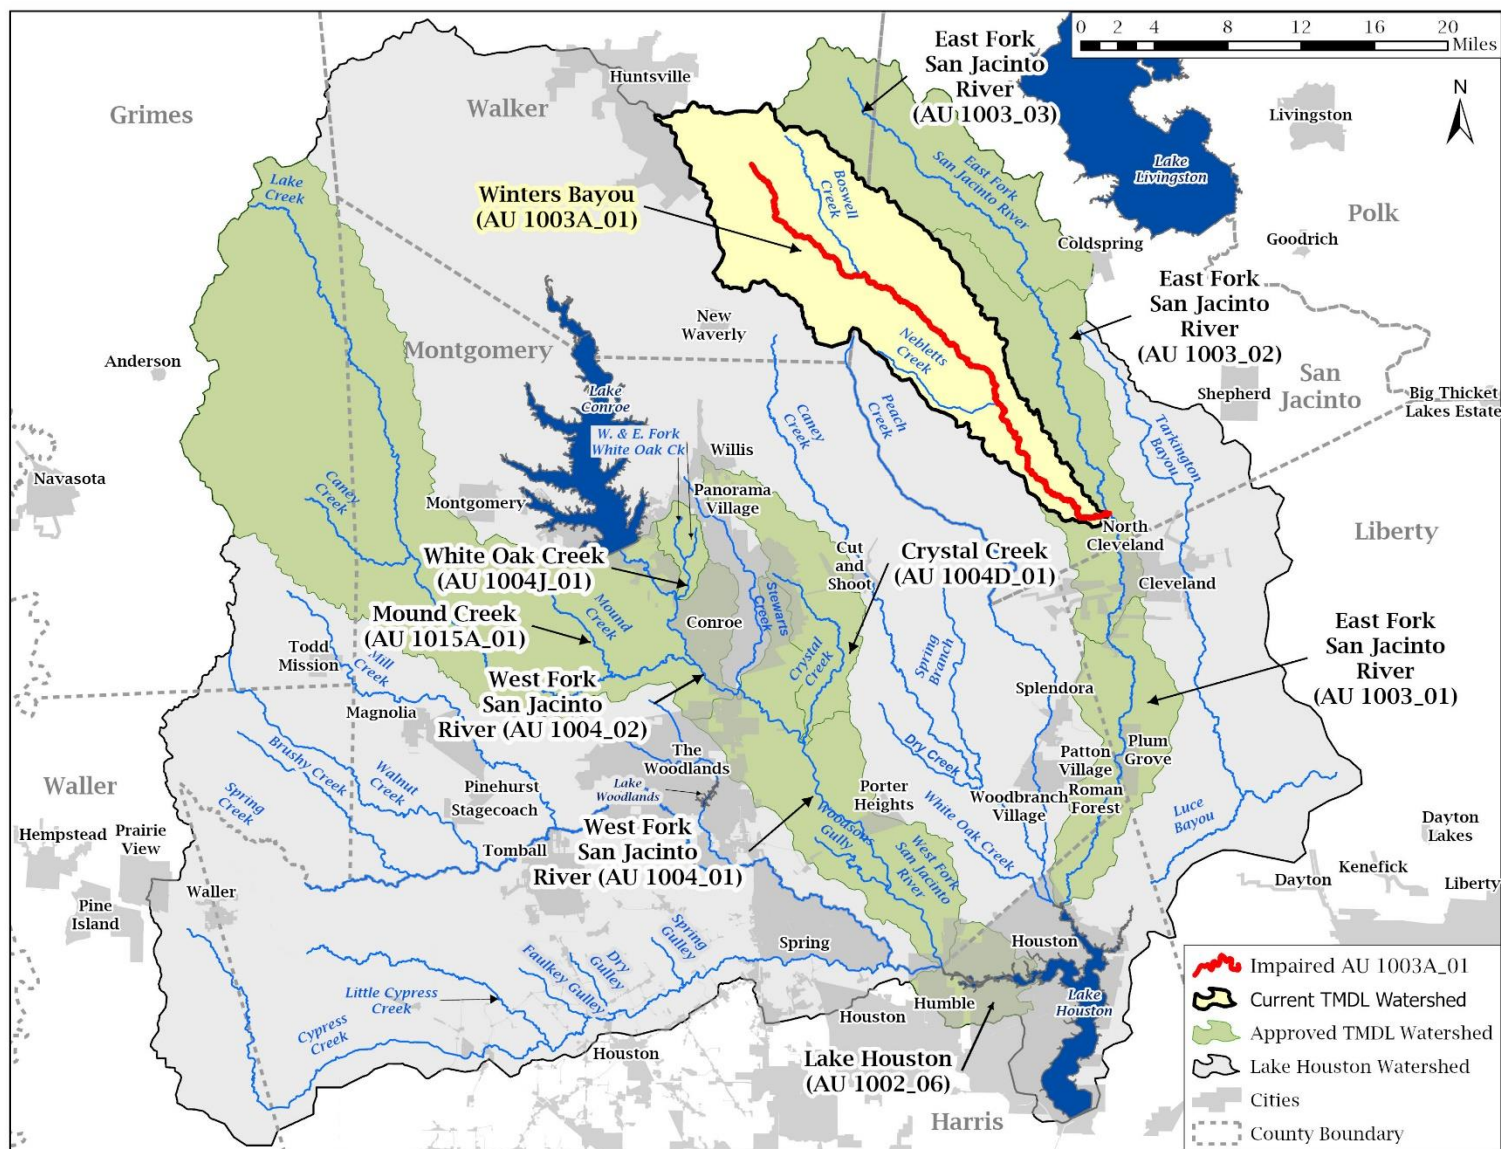 0 2 4 8 12 16 20
Miles
N
East Fork
San Jacinto
River
(AU 1003_03)
Huntsville
Grimes
Walker
Livingston
Lake
Livingston
Lake
Creek
Boswell
Creek
East Fork
San Jacinto River
Winters Bayou
(AU 1003A_01)
Polk
Goodrich
Coldspring
East Fork
San Jacinto
River
(AU 1003_02)
New
Waverly
Nebletts
Creek
Montgomery
Anderson
San
Jacinto
Shepherd
Big Thicket
Lakes Estate
Lake
Conroe
Caney
Creek
Peach
Creek
Tarkington
Bayou
W. & E. Fork
White Oak Ck
Willis
Navasota
Caney
Creek
Montgomery
Panorama
Village
North
Cleveland
Liberty
White Oak Creek
(AU 1004J_01)
Cut
and
Shoot
Crystal Creek
(AU 1004D_01)
Cleveland
Mound Creek
(AU 1015A_01)
Mound
Creek
Conroe
Stewarts
Creek
Crystal
Creek
East Fork
San Jacinto
River
(AU 1003_01)
Todd
Mission
Mill
Creek
Spring
Branch
West Fork
San Jacinto
River (AU 1004_02)
Splendora
Magnolia
Dry Creek
Patton
Village
Plum
Grove
Roman
Forest
The
Woodlands
Lake
Woodlands
Brushy Creek
Walnut
Creek
Spring
Creek
Waller
Pinehurst
Stagecoach
Porter
Heights
Woodbranch
Village
White Oak Creek
Luce
Bayou
Hempstead
Prairie
View
Tomball
West Fork
San Jacinto
River (AU 1004_01)
Woodsons
Gully
West Fork
San Jacinto
River
Dayton
Lakes
Kenefick
Dayton
Liberty
Waller
Pine
Island
Spring
Gulley
Dry
Gulley
Faulkey Gulley
Spring
Houston
Little Cypress
Creek
Cypress
Creek
Humble
Houston
Houston
Lake
Houston
Lake Houston
(AU 1002_06)
Harris
Impaired AU 1003A_01
Current TMDL Watershed
Approved TMDL Watershed
Lake Houston Watershed
Cities
County Boundary